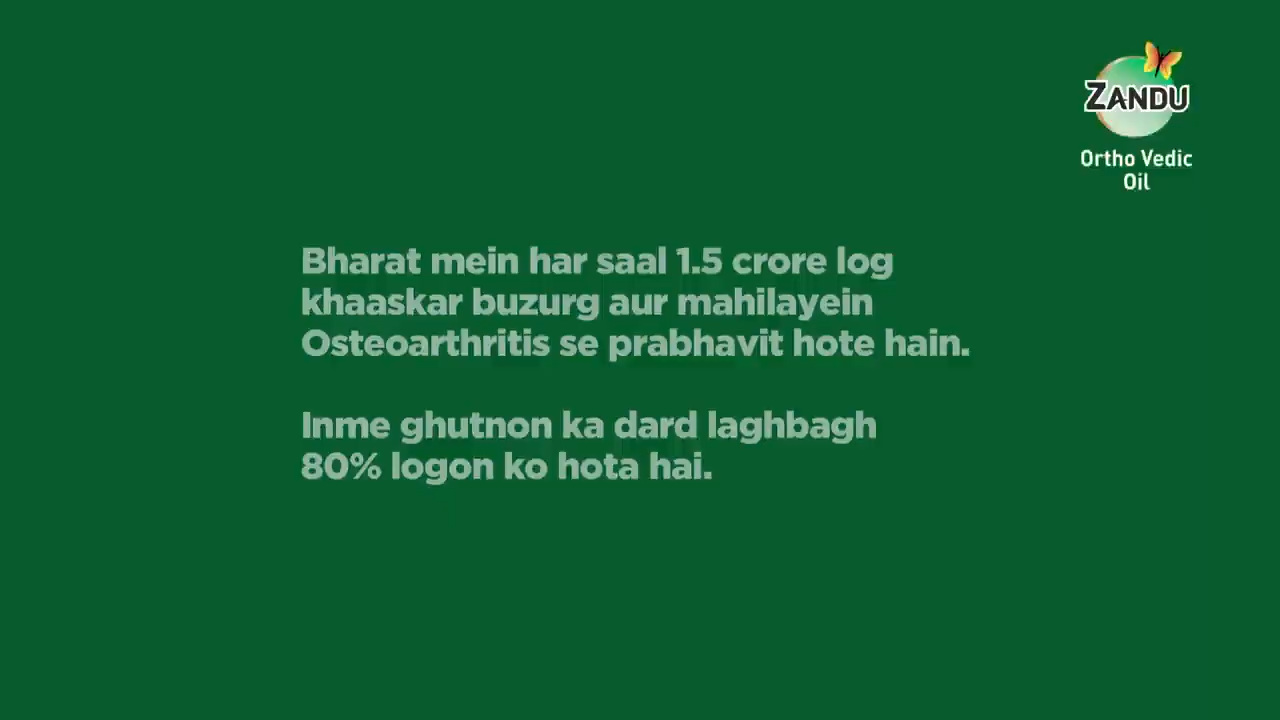 ZANDU
Ortho Vedic
Oil
Bharat mein har saal 1.5 crore log
khaaskar buzurg aur mahilayein
Osteoarthritis se prabhavit hote hain.
Inme ghutnon ka dard laghbagh
80% logon ko hota hai.